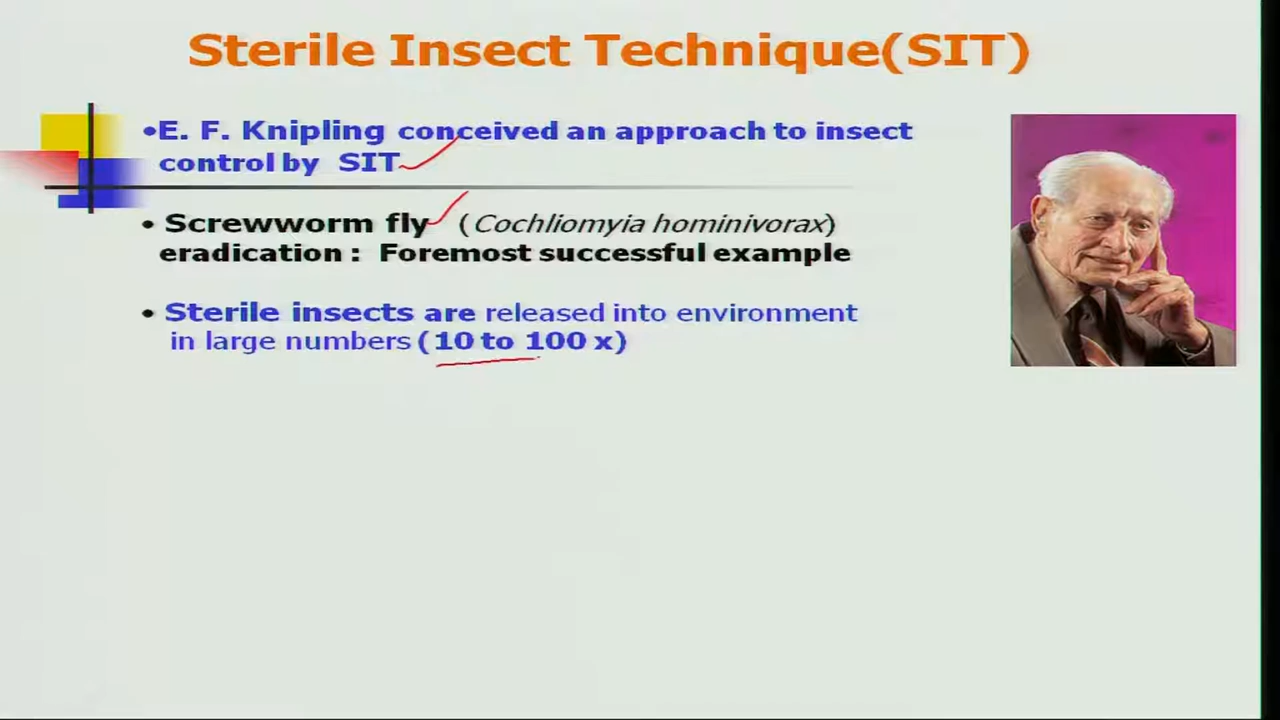 Sterile Insect Technique(SIT)
•E. F. Knipling conceived an approach to insect
control by SIT
• Screwworm fly (Cochliomyia hominivorax)
eradication : Foremost successful example
• Sterile insects are released into environment
in large numbers (10 to 100 x)